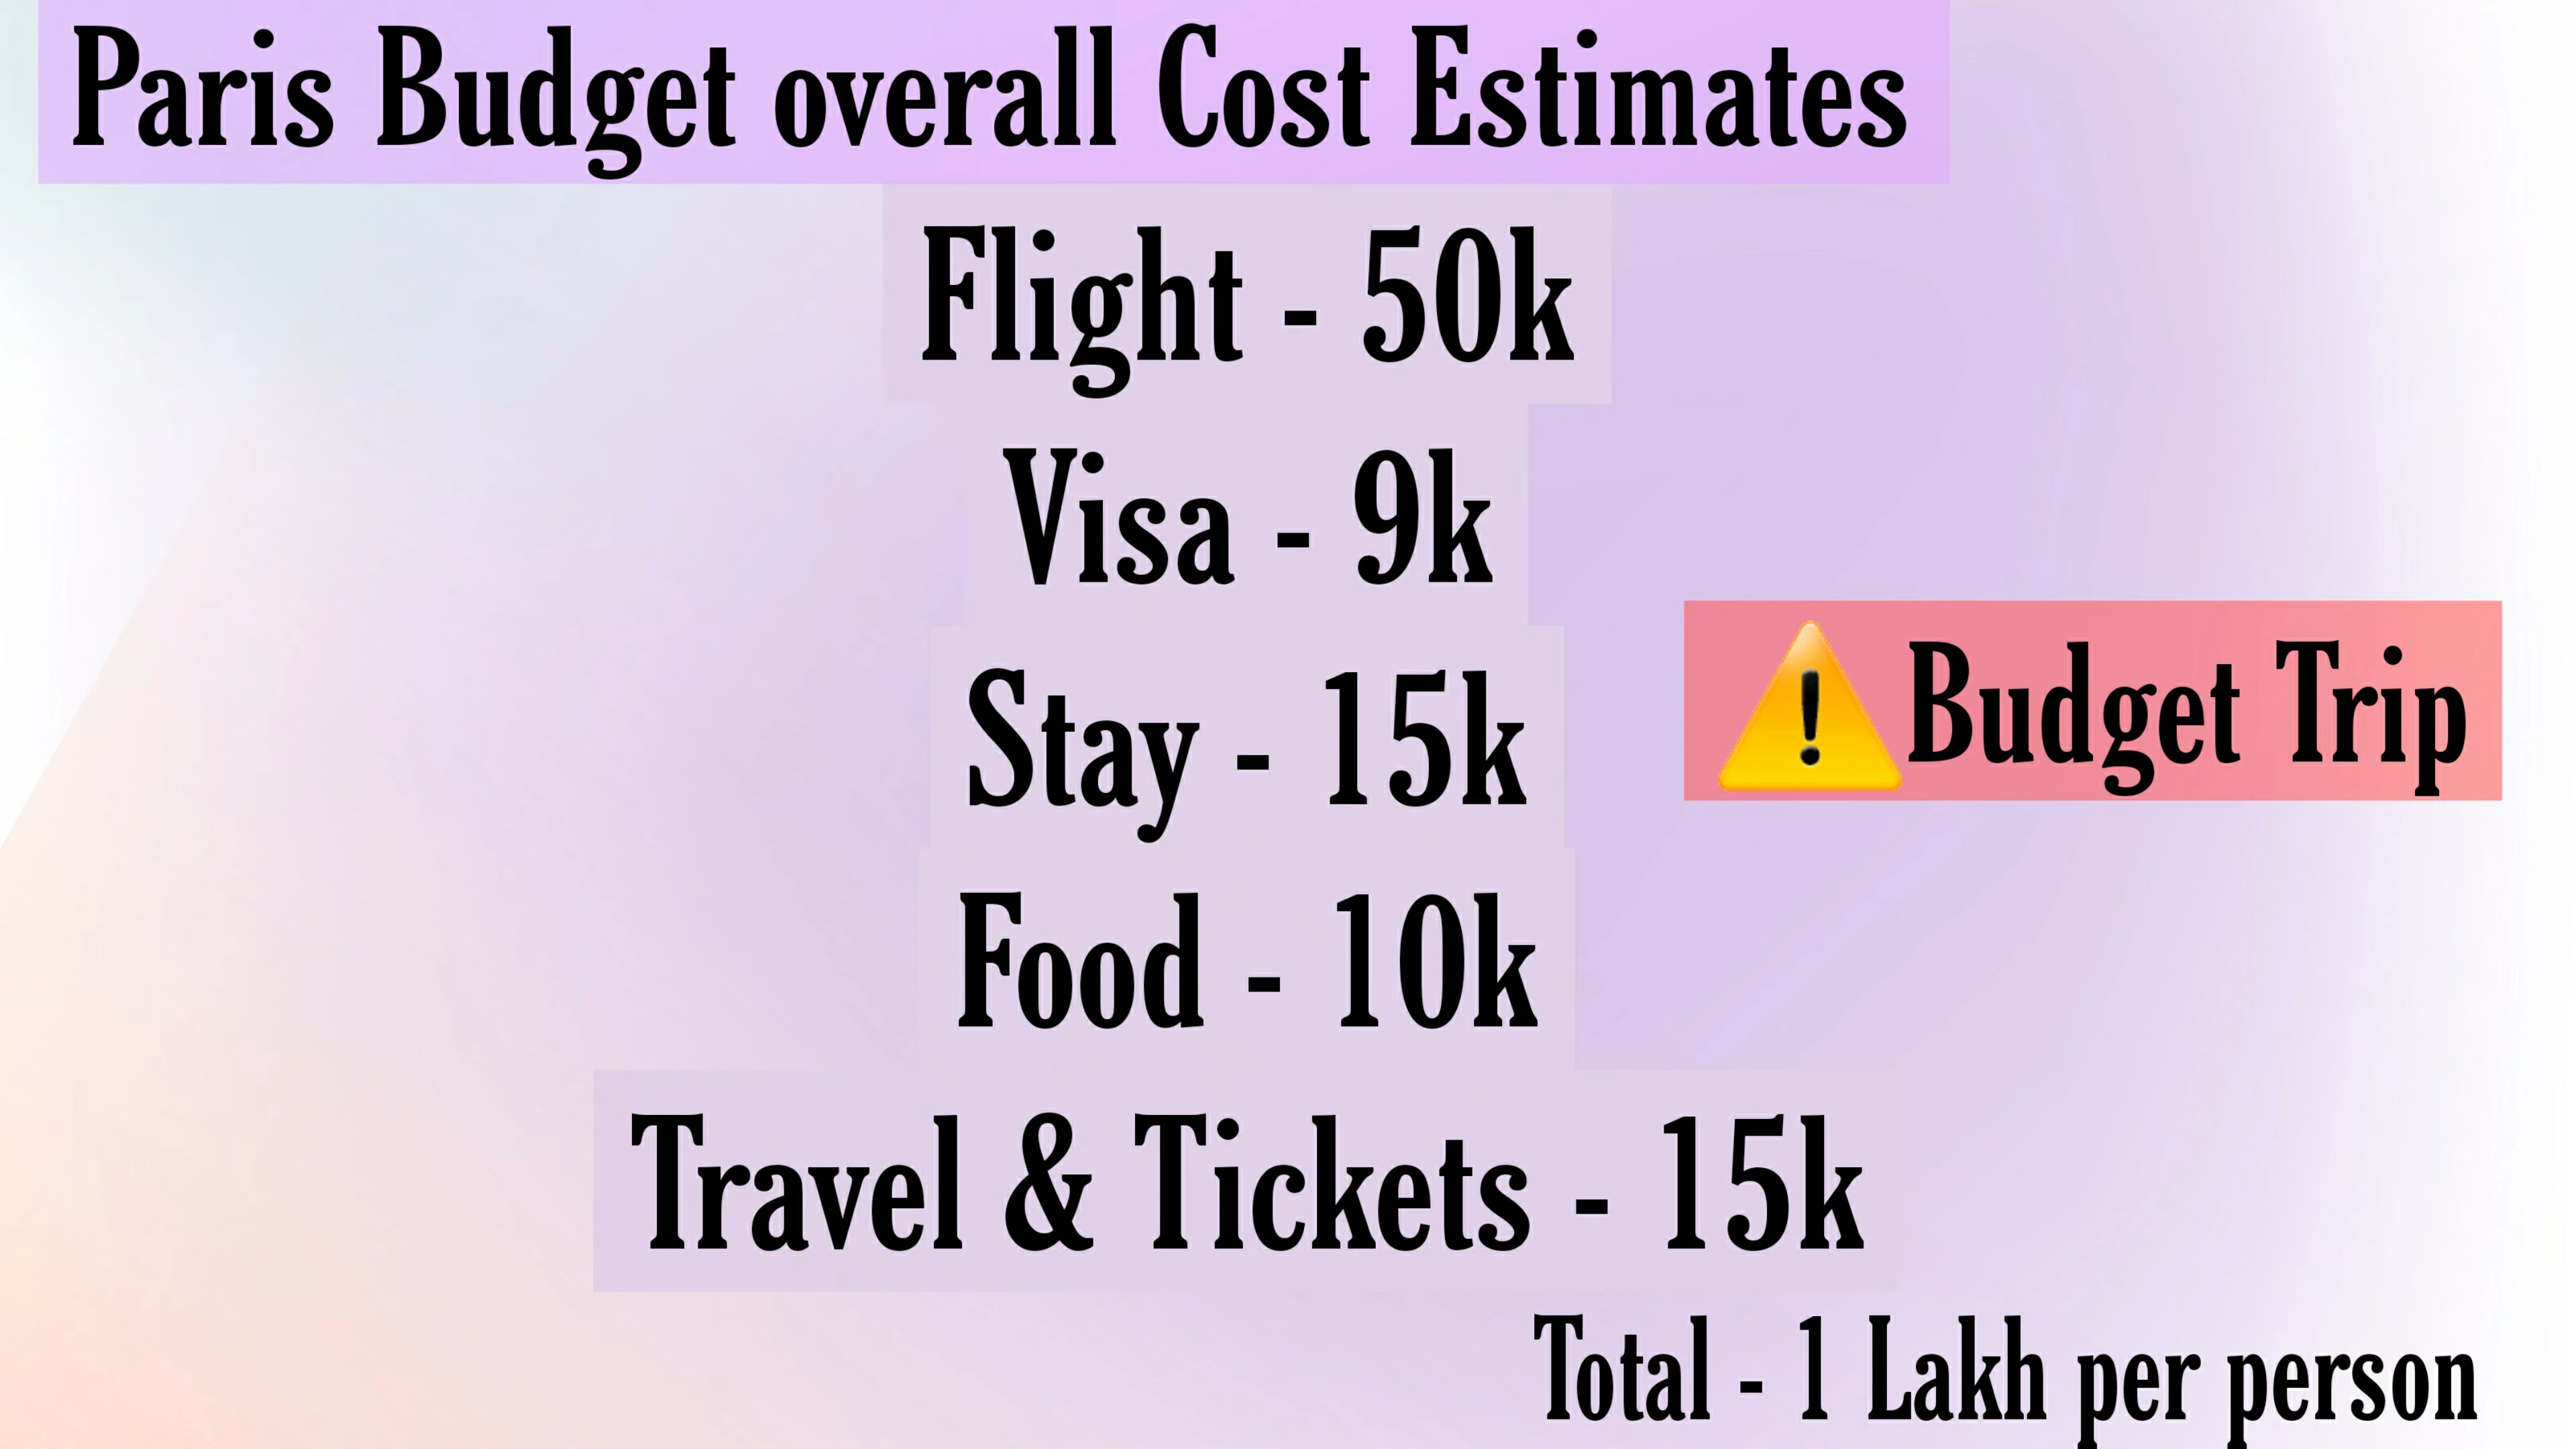 Paris Budget overall Cost Estimates
Flight - 50k
Visa - 9k
Stay - 15k
⚠️Budget Trip
Food - 10k
Travel & Tickets - 15k
Total - 1 Lakh per person